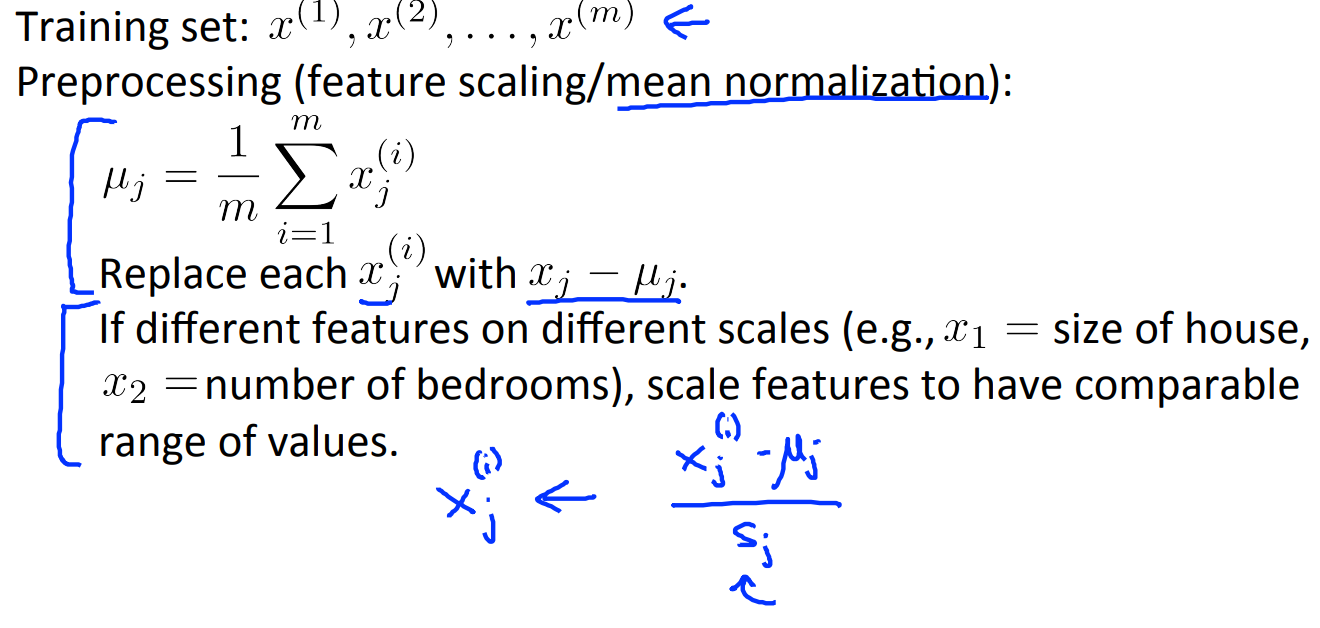 Training set: $x^{(1)}, x^{(2)}, \ldots, x^{(m)}$ ←
Preprocessing (feature scaling/mean normalization):
$\mu_j = \frac{1}{m} \sum_{i=1}^{m} x_j^{(i)}$
Replace each $x_j^{(i)}$ with $x_j - \mu_j$.
If different features on different scales (e.g., $x_1 =$ size of house,
$x_2 =$number of bedrooms), scale features to have comparable
range of values.
$x_j^{(i)} \leftarrow \frac{x_j^{(i)} - \mu_j}{s_j}$